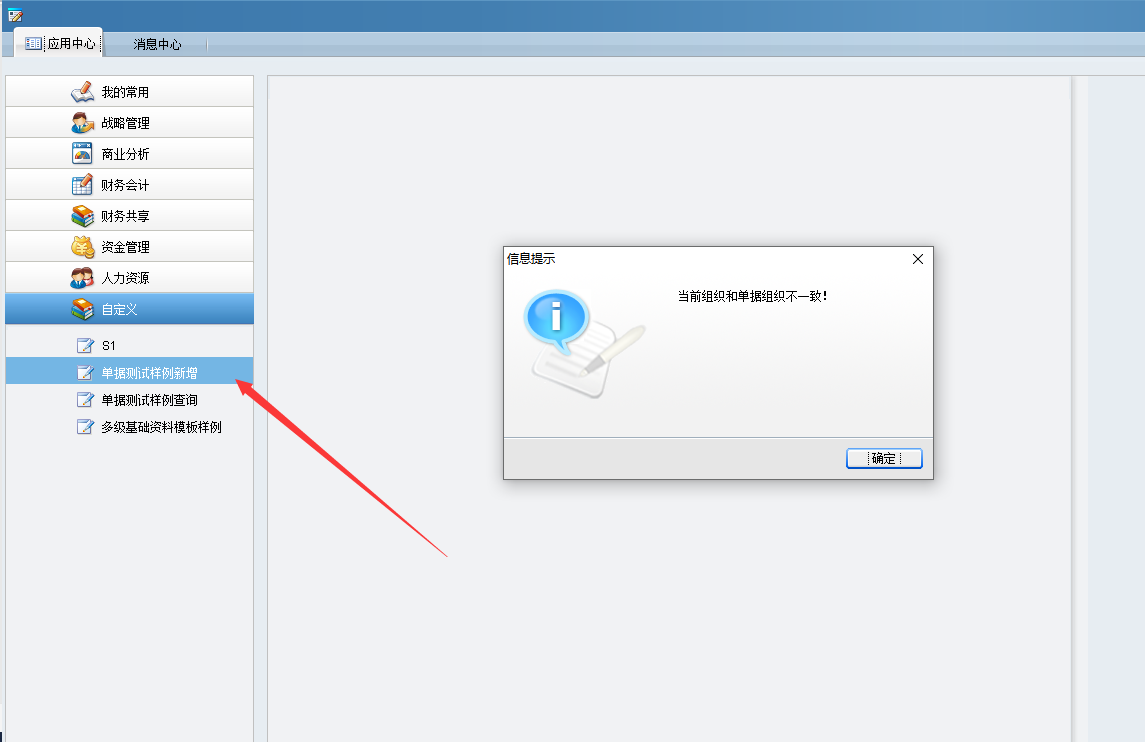 应用中心 消息中心
我的常用
战略管理
商业分析
财务会计
财务共享
资金管理
人力资源
自定义
S1
单据测试样例新增
单据测试样例查询
多级基础资料模板样例
信息提示
当前组织和单据组织不一致！
确定